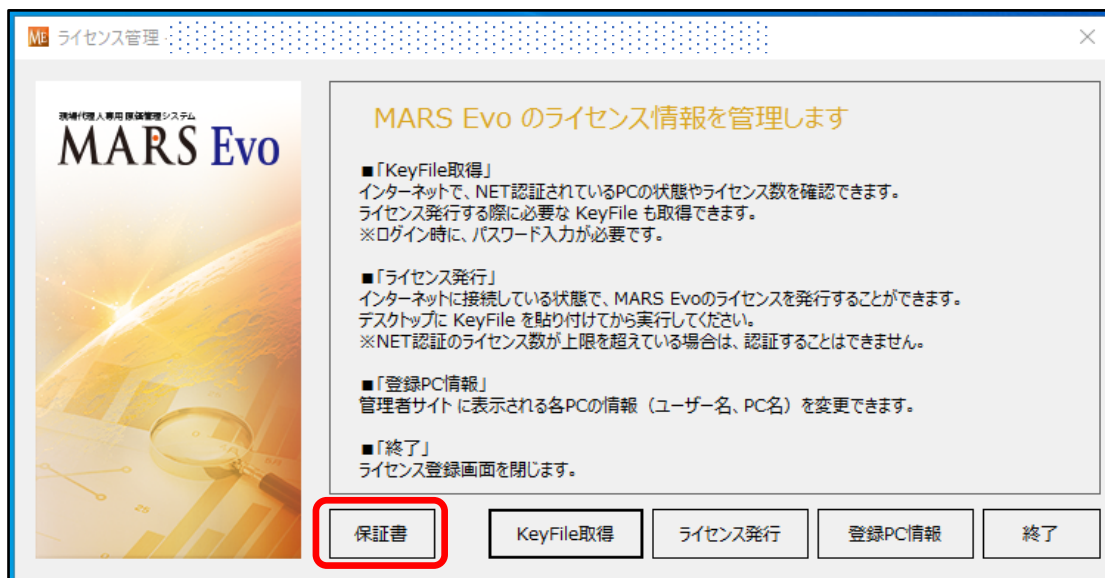 ME ライセンス管理
現場代理人専用原価管理システム
MARS Evo
MARS Evo のライセンス情報を管理します
■「KeyFile取得」
インターネットで、NET認証されているPCの状態やライセンス数を確認できます。
ライセンス発行する際に必要な KeyFile も取得できます。
※ログイン時に、パスワード入力が必要です。
■「ライセンス発行」
インターネットに接続している状態で、MARS Evoのライセンスを発行することができます。
デスクトップに KeyFile を貼り付けてから実行してください。
※NET認証のライセンス数が上限を超えている場合は、認証することはできません。
■「登録PC情報」
管理者サイト に表示される各PCの情報（ユーザー名、PC名）を変更できます。
■「終了」
ライセンス登録画面を閉じます。
保証書 KeyFile取得 ライセンス発行 登録PC情報 終了